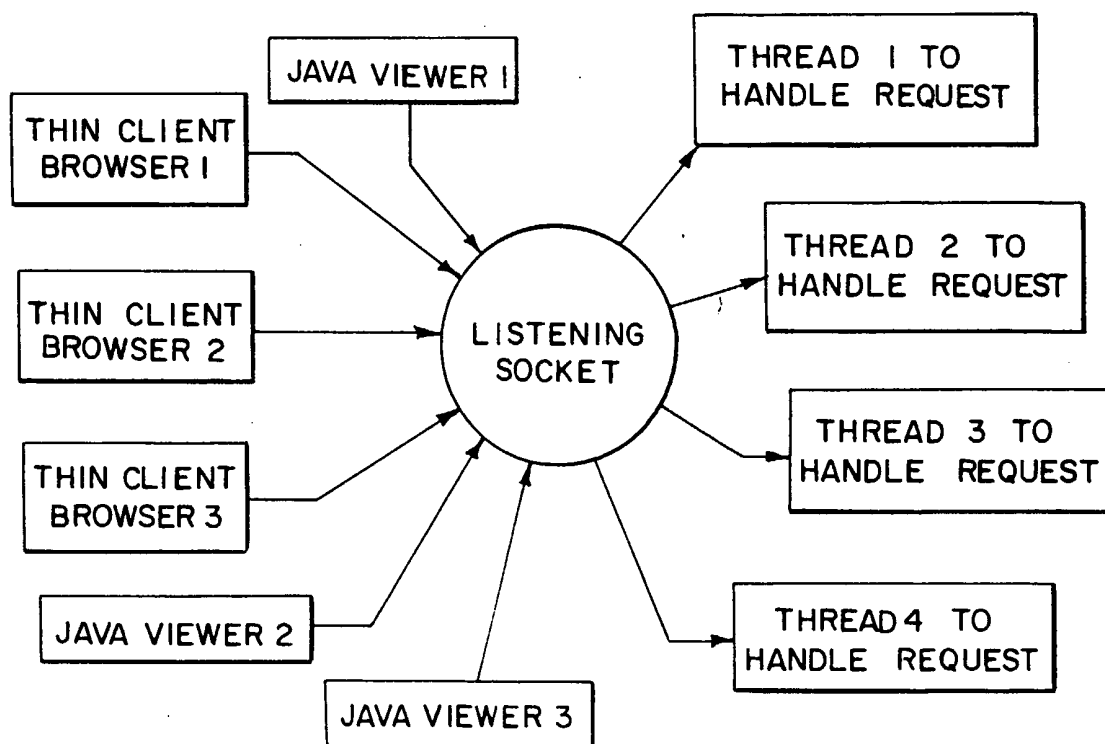 JAVA VIEWER 1
THIN CLIENT
BROWSER 1
THIN CLIENT
BROWSER 2
THIN CLIENT
BROWSER 3
JAVA VIEWER 2
JAVA VIEWER 3
LISTENING
SOCKET
THREAD 1 TO
HANDLE REQUEST
THREAD 2 TO
HANDLE REQUEST
THREAD 3 TO
HANDLE REQUEST
THREAD 4 TO
HANDLE REQUEST